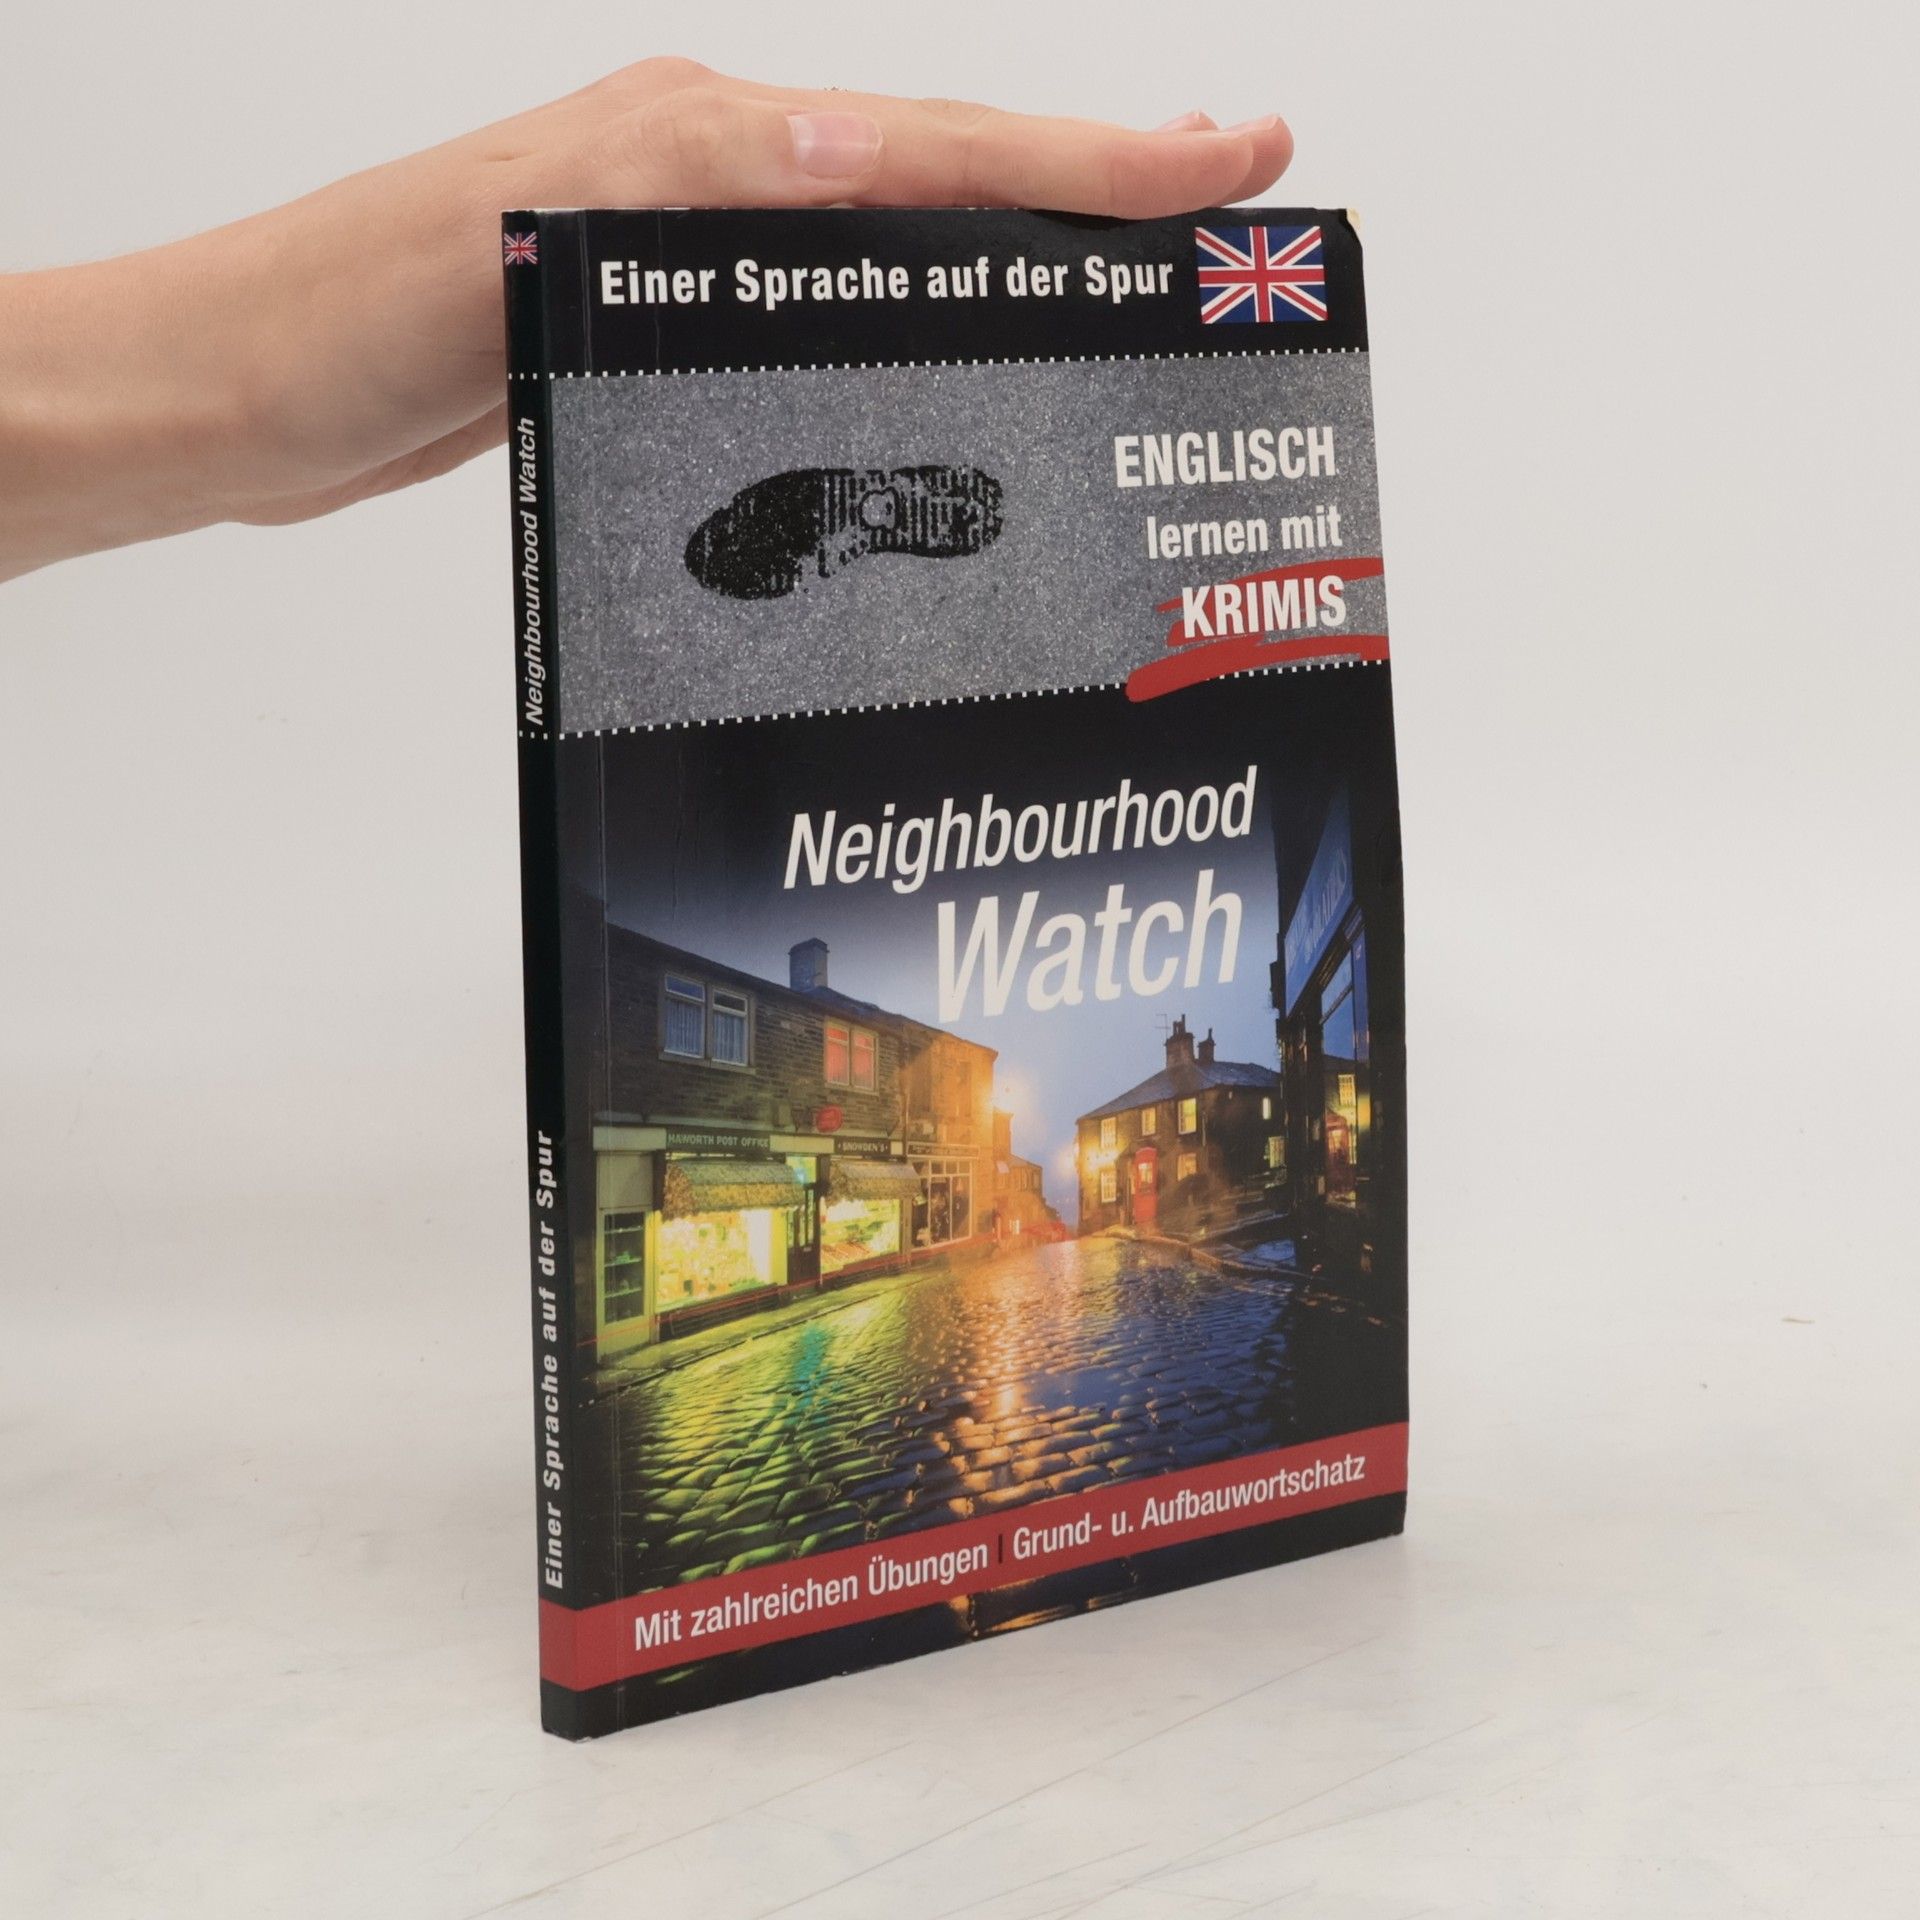 Einer Sprache auf der Spur
ENGLISCH
lernen mit
KRIMIS
Neighbourhood
Watch
HAWORTH POST OFFICE
SNOWDEN'S
Mit zahlreichen Übungen | Grund- u. Aufbauwortschatz
Neighbourhood Watch
Einer Sprache auf der Spur